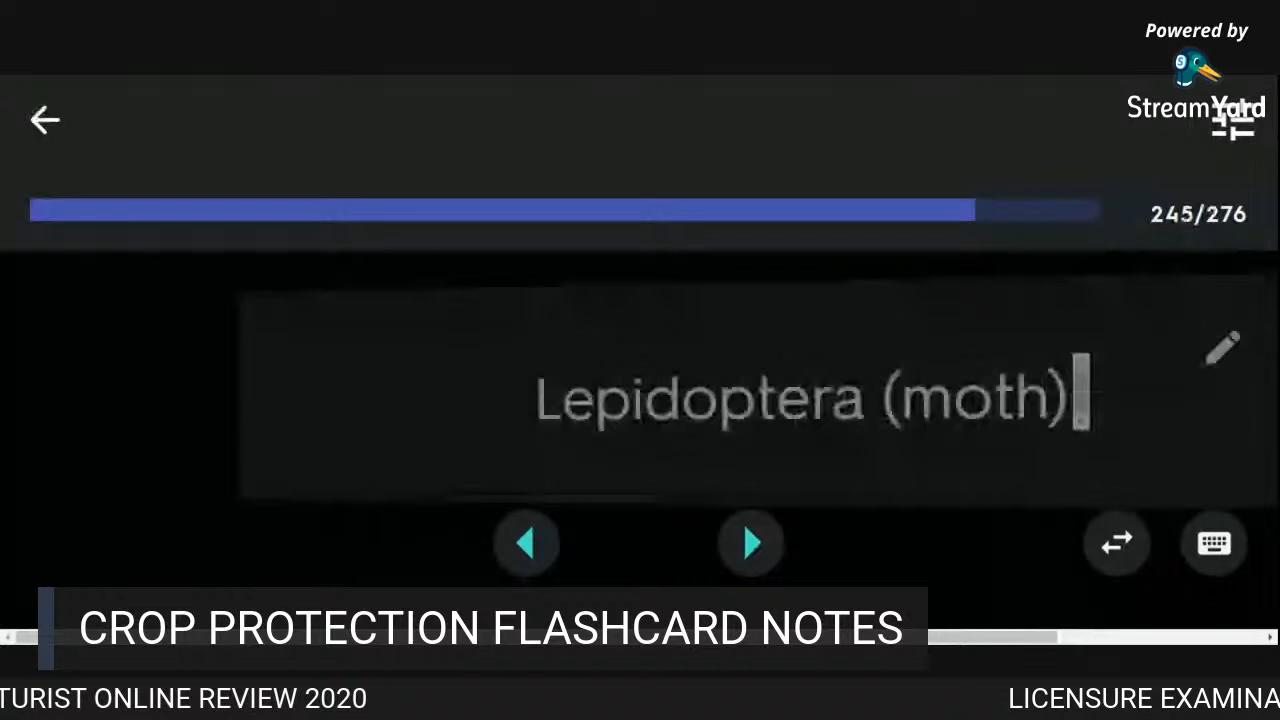 Powered by
StreamYard
245/276
Lepidoptera (moth)
CROP PROTECTION FLASHCARD NOTES
TURIST ONLINE REVIEW 2020
LICENSURE EXAMINA